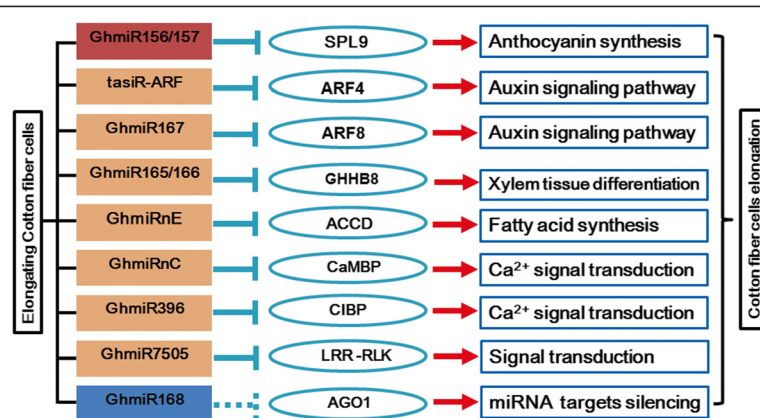 Elongating Cotton fiber cells
GhmiR156/157 SPL9 Anthocyanin synthesis
tasiR-ARF ARF4 Auxin signaling pathway
GhmiR167 ARF8 Auxin signaling pathway
GhmiR165/166 GHHB8 Xylem tissue differentiation
GhmiRnE ACCD Fatty acid synthesis
GhmiRnC CaMBP Ca²⁺ signal transduction
GhmiR396 CIBP Ca²⁺ signal transduction
GhmiR7505 LRR-RLK Signal transduction
GhmiR168 AGO1 miRNA targets silencing
Cotton fiber cells elongation